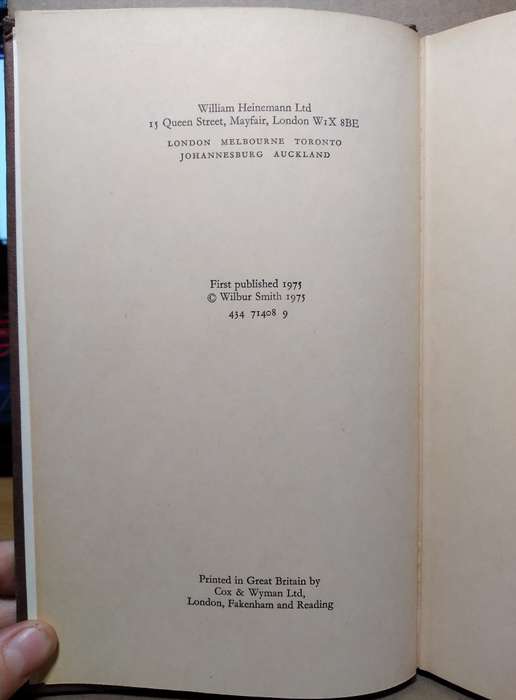 William Heinemann Ltd
15 Queen Street, Mayfair, London W1X 8BE
LONDON MELBOURNE TORONTO
JOHANNESBURG AUCKLAND
First published 1975
© Wilbur Smith 1975
434 71408 9
Printed in Great Britain by
Cox & Wyman Ltd,
London, Fakenham and Reading